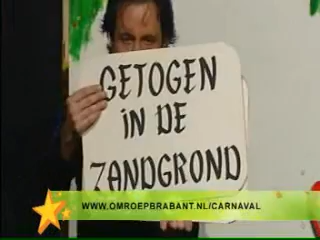 GETOGEN
iN DE
ZANDGROND
WWW.OMROEPBRABANT.NL/CARNAVAL